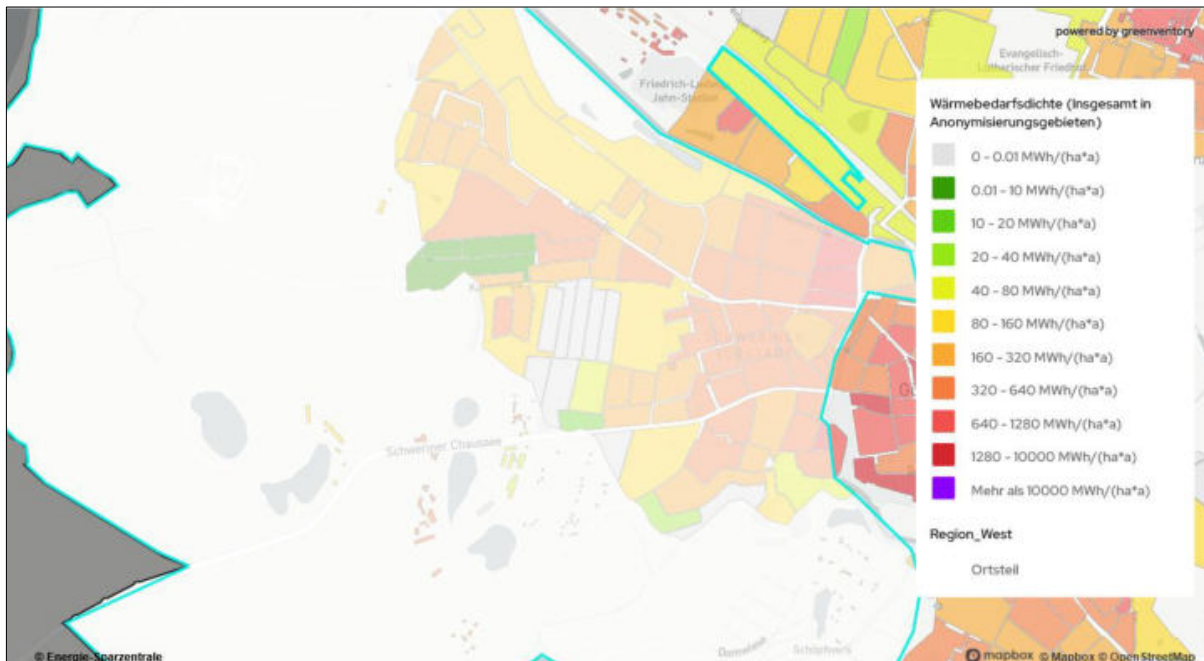 powered by greenventory
Evangelisch-
Lutherischer Friedhof
Friedrich-Ludwig-
Jahn-Stadion
Wärmebedarfsdichte (Insgesamt in
Anonymisierungsgebieten)
0 - 0.01 MWh/(ha*a)
0.01 - 10 MWh/(ha*a)
10 - 20 MWh/(ha*a)
20 - 40 MWh/(ha*a)
40 - 80 MWh/(ha*a)
80 - 160 MWh/(ha*a)
160 - 320 MWh/(ha*a)
320 - 640 MWh/(ha*a)
640 - 1280 MWh/(ha*a)
1280 - 10000 MWh/(ha*a)
Mehr als 10000 MWh/(ha*a)
Region_West
Ortsteil
Schweriner Chaussee
© Energie-Sparzentrale
mapbox © Mapbox © OpenStreetMap